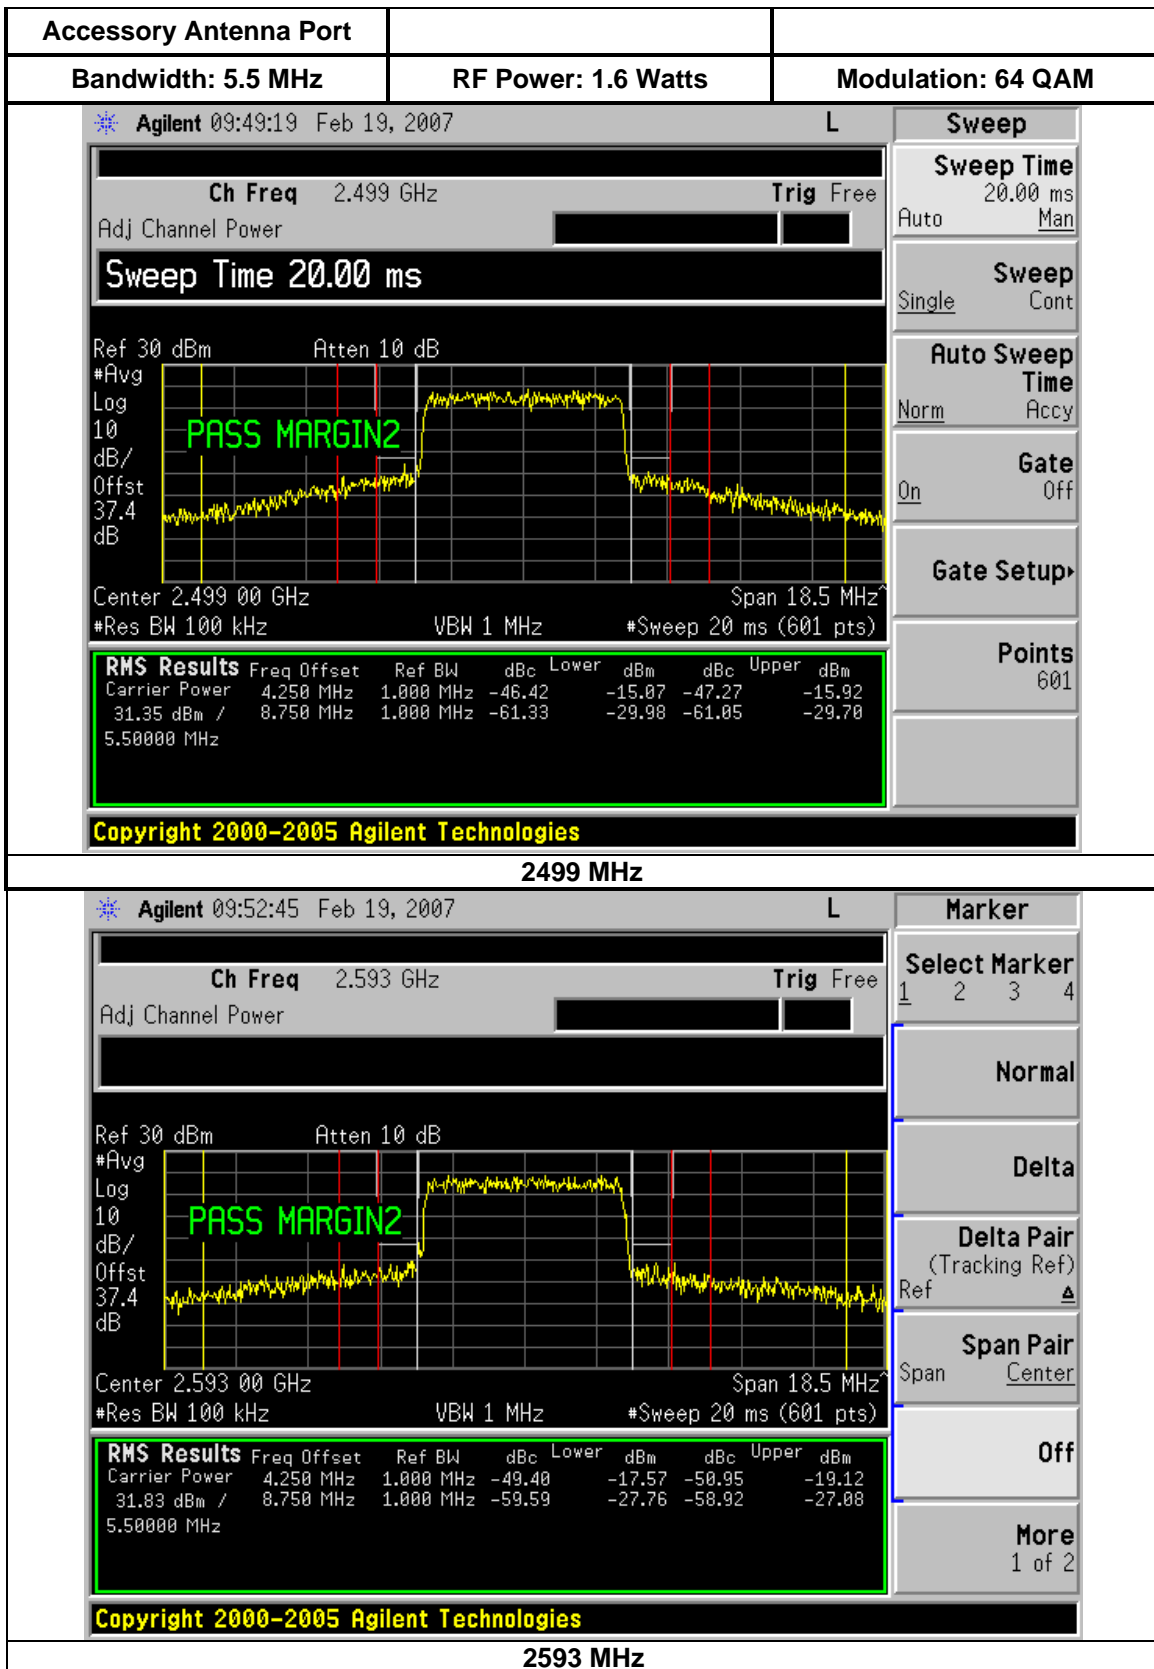 Accessory Antenna Port
Bandwidth: 5.5 MHz RF Power: 1.6 Watts Modulation: 64 QAM
Agilent 09:49:19 Feb 19, 2007 L Sweep
Ch Freq 2.499 GHz Trig Free
Adj Channel Power
Sweep Time 20.00 ms
Ref 30 dBm Atten 10 dB
#Avg
Log
10
dB/
Offst
37.4
dB
PASS MARGIN2
Center 2.499 00 GHz Span 18.5 MHz^
#Res BW 100 kHz VBW 1 MHz #Sweep 20 ms (601 pts)
RMS Results Freq Offset Ref BW dBc Lower dBm dBc Upper dBm
Carrier Power 4.250 MHz 1.000 MHz -46.42 -15.07 -47.27 -15.92
31.35 dBm / 8.750 MHz 1.000 MHz -61.33 -29.98 -61.05 -29.70
5.50000 MHz
Copyright 2000-2005 Agilent Technologies
Sweep Time
20.00 ms
Auto Man
Sweep
Single Cont
Auto Sweep
Time
Norm Accy
Gate
On Off
Gate Setup▸
Points
601
2499 MHz
Agilent 09:52:45 Feb 19, 2007 L Marker
Ch Freq 2.593 GHz Trig Free
Adj Channel Power
Ref 30 dBm Atten 10 dB
#Avg
Log
10
dB/
Offst
37.4
dB
PASS MARGIN2
Center 2.593 00 GHz Span 18.5 MHz^
#Res BW 100 kHz VBW 1 MHz #Sweep 20 ms (601 pts)
RMS Results Freq Offset Ref BW dBc Lower dBm dBc Upper dBm
Carrier Power 4.250 MHz 1.000 MHz -49.40 -17.57 -50.95 -19.12
31.83 dBm / 8.750 MHz 1.000 MHz -59.59 -27.76 -58.92 -27.08
5.50000 MHz
Copyright 2000-2005 Agilent Technologies
Select Marker
1 2 3 4
Normal
Delta
Delta Pair
(Tracking Ref)
Ref Δ
Span Pair
Span Center
Off
More
1 of 2
2593 MHz